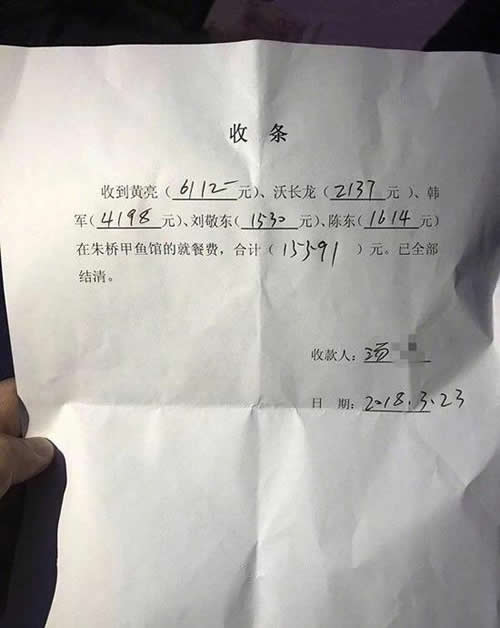 收 条
收到黄亮（6112元）、沃长龙（2137元）、韩
军（4198元）、刘敬东（1530元）、陈东（1614元）
在朱桥甲鱼馆的就餐费，合计（15591）元。已全部
结清。
收款人：汤
日 期：2018.3.23